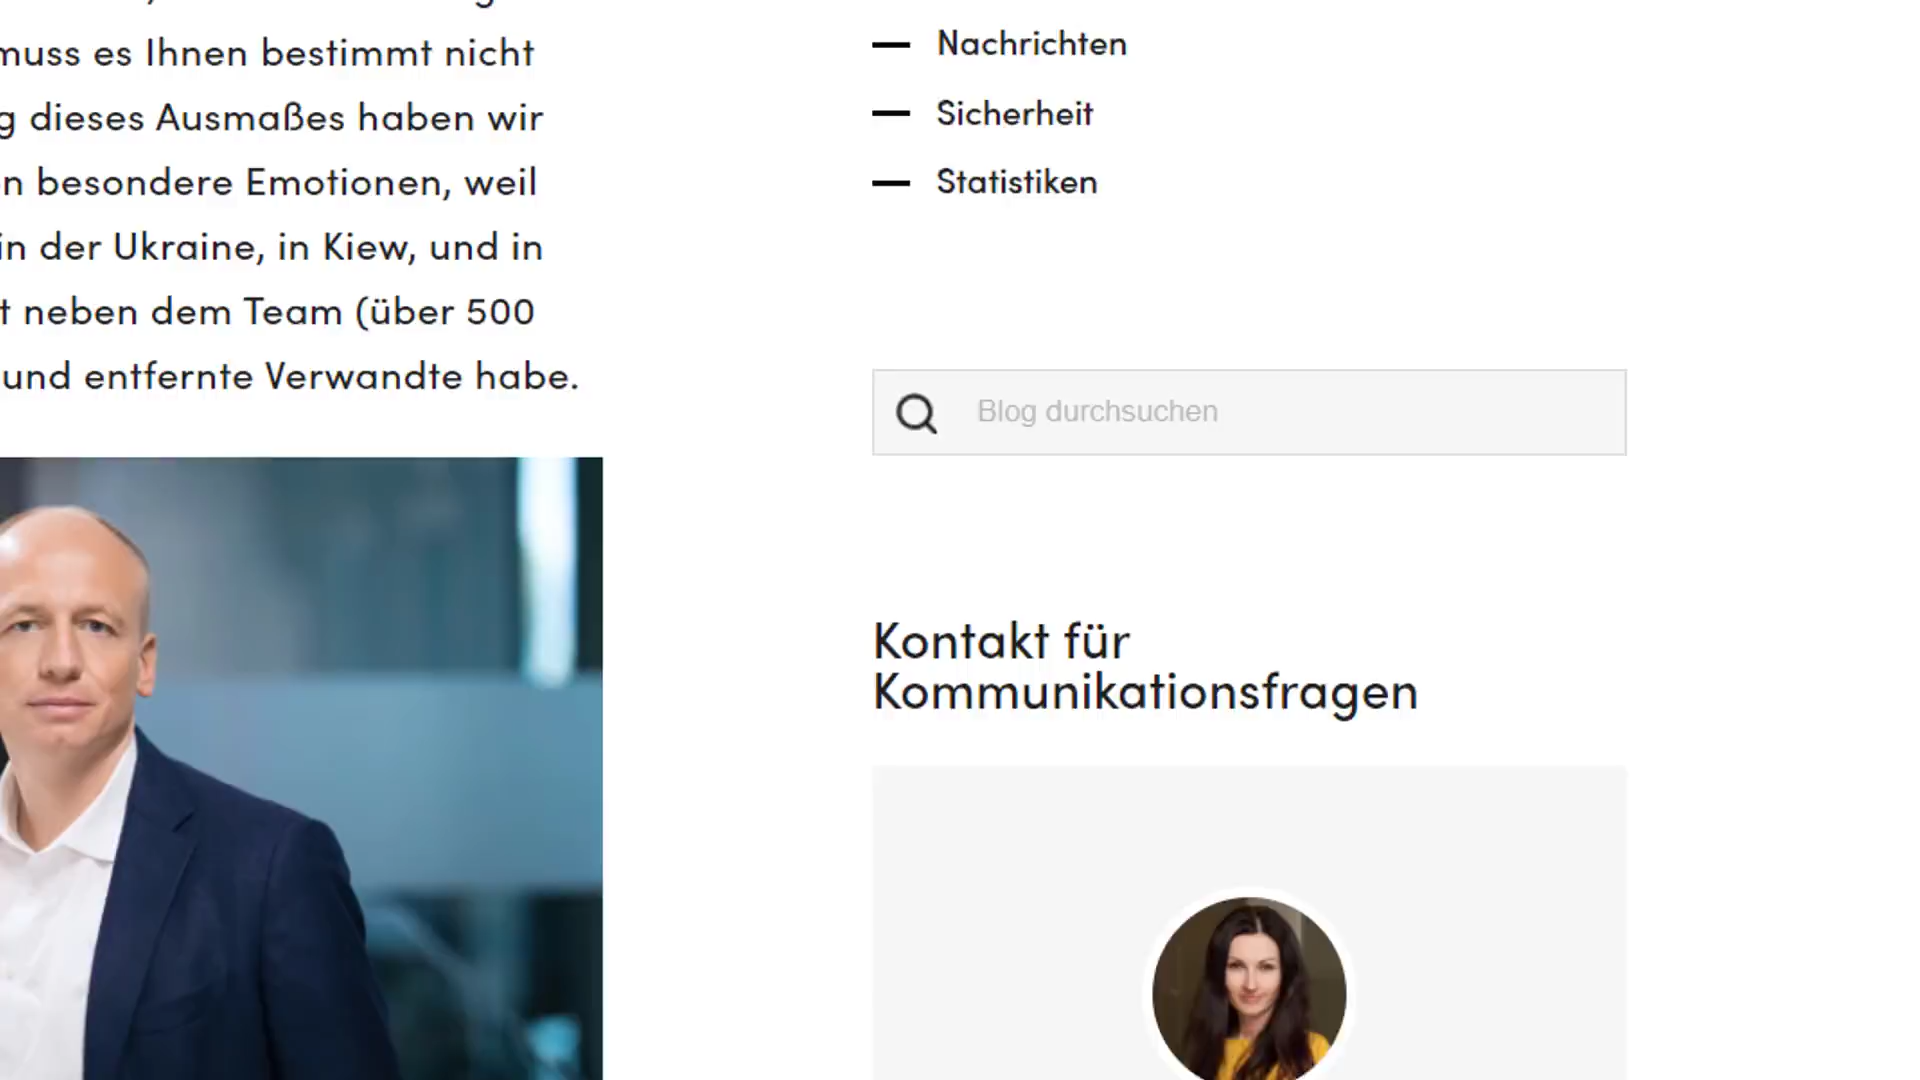 muss es Ihnen bestimmt nicht
g dieses Ausmaßes haben wir
n besondere Emotionen, weil
in der Ukraine, in Kiew, und in
t neben dem Team (über 500
und entfernte Verwandte habe.
Nachrichten
Sicherheit
Statistiken
Blog durchsuchen
Kontakt für
Kommunikationsfragen